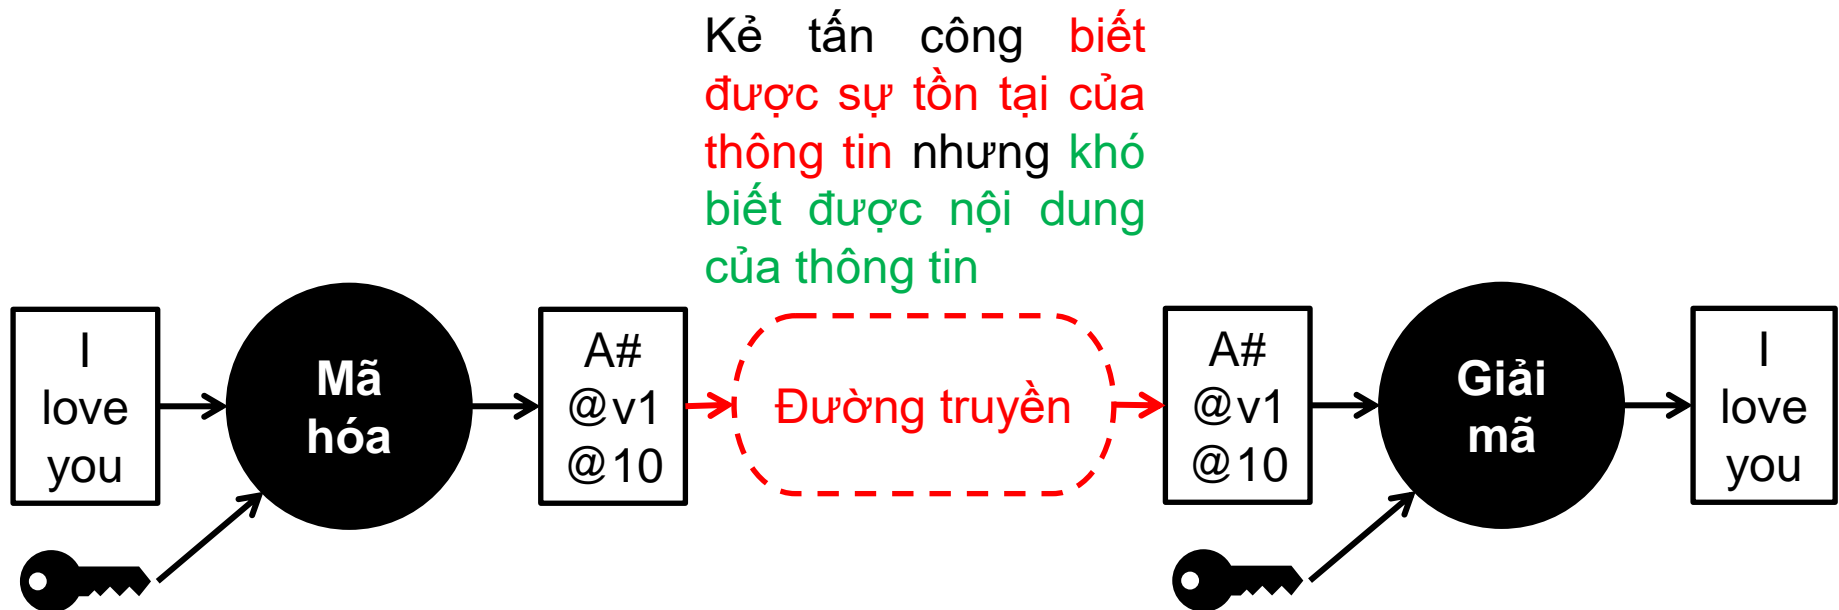 Kẻ tấn công biết
được sự tồn tại của
thông tin nhưng khó
biết được nội dung
của thông tin
I
love
you
Mã
hóa
A#
@v1
@10
Đường truyền
A#
@v1
@10
Giải
mã
I
love
you